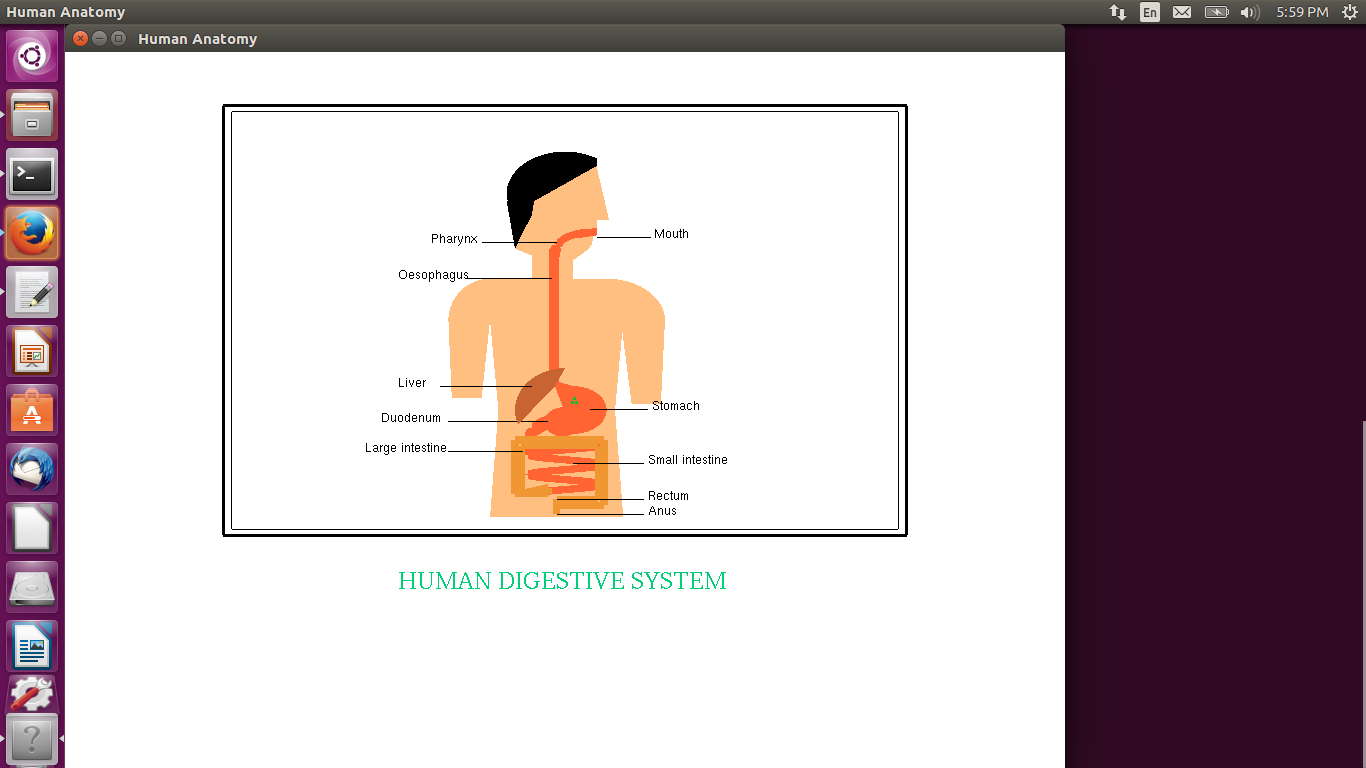 Human Anatomy
En
5:59 PM
Human Anatomy
Pharynx
Mouth
Oesophagus
Liver
Stomach
Duodenum
Large intestine
Small intestine
Rectum
Anus
HUMAN DIGESTIVE SYSTEM